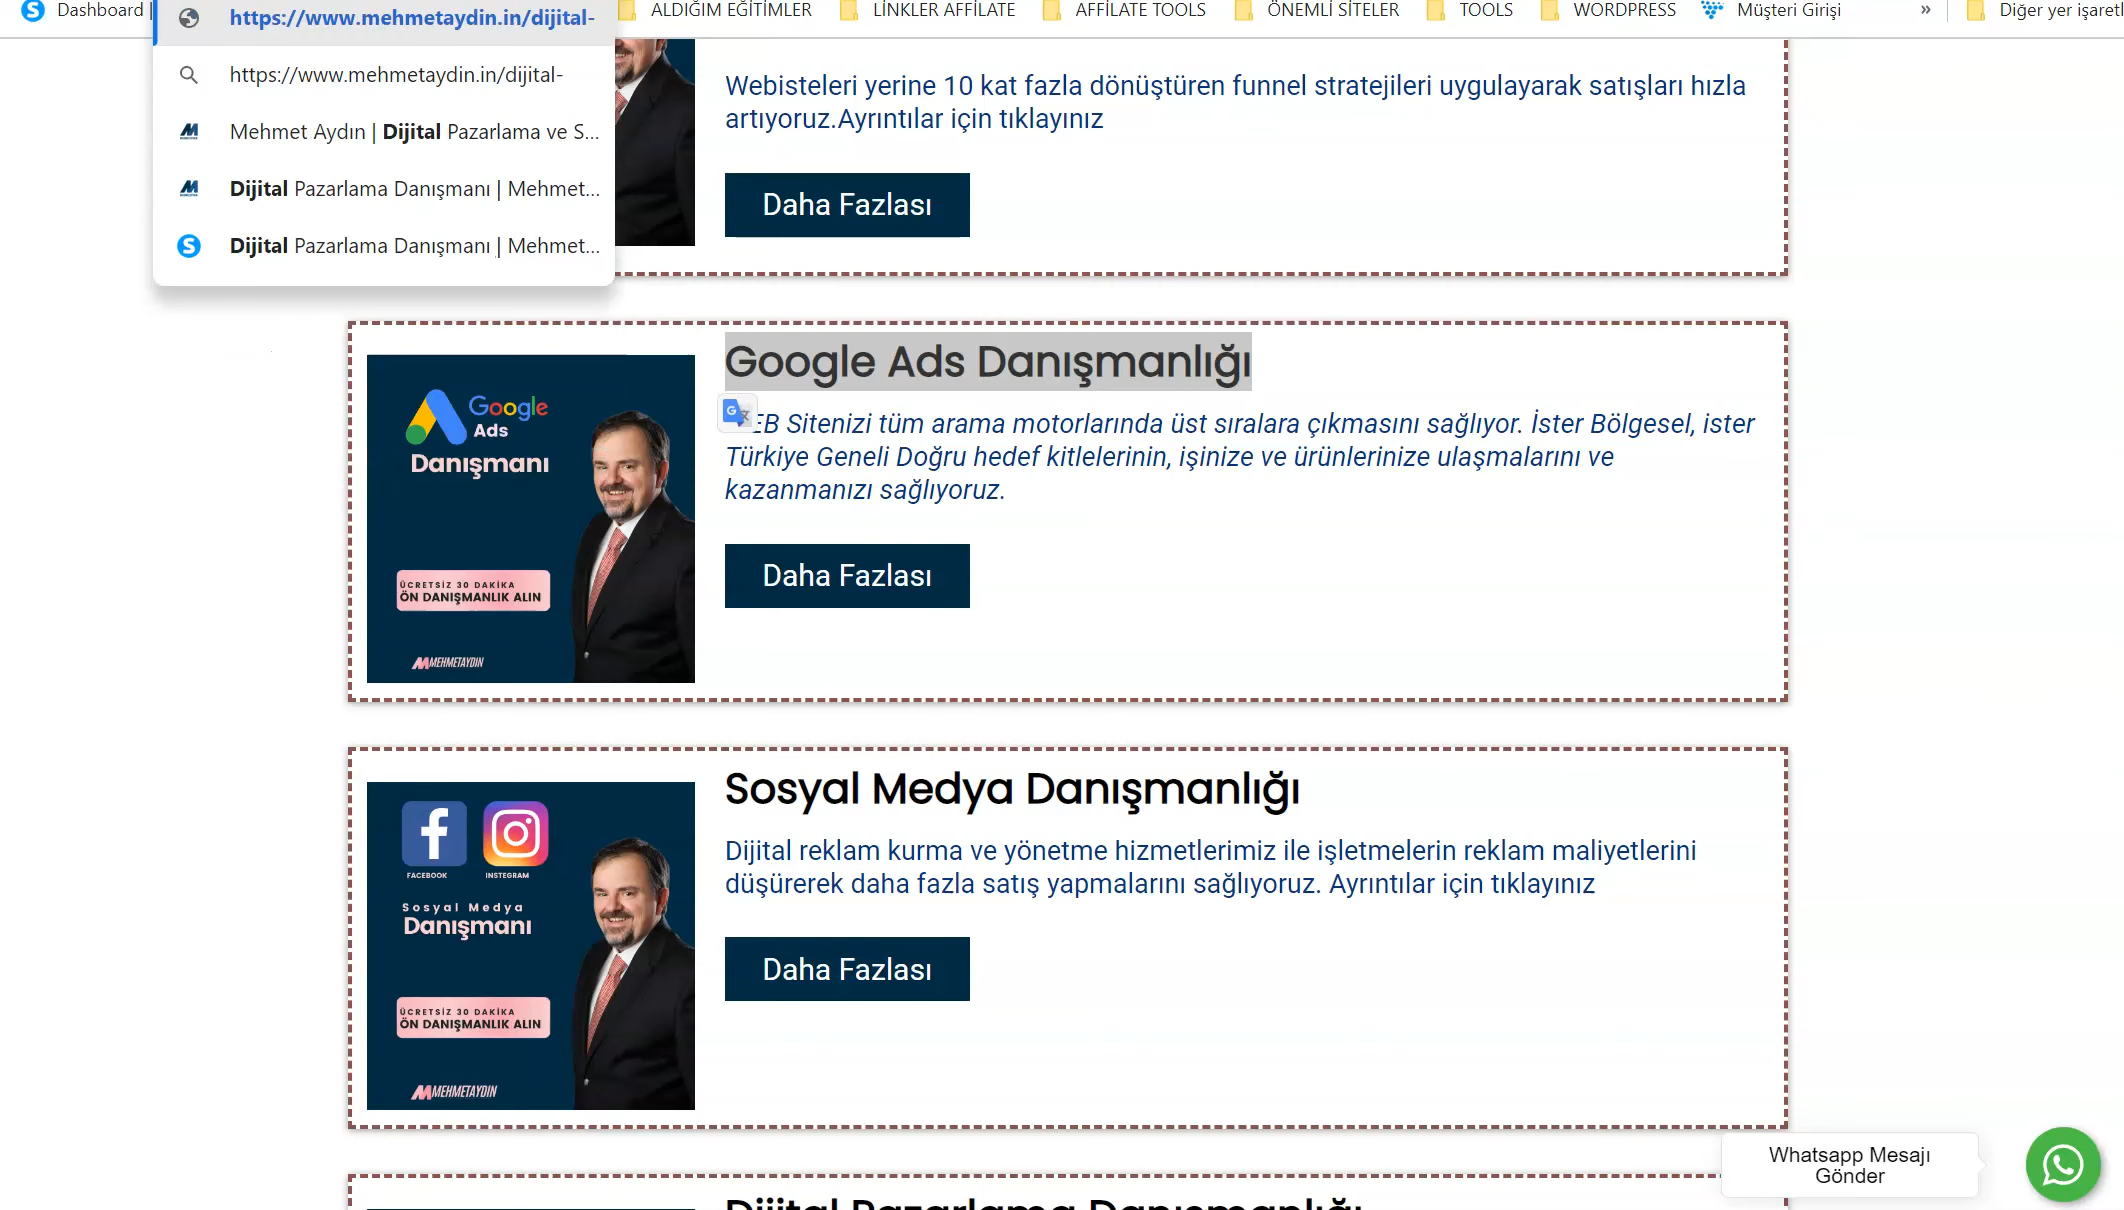 Dashboard |
https://www.mehmetaydin.in/dijital-
ALDIĞIM EĞİTİMLER
LİNKLER AFFİLATE
AFFİLATE TOOLS
ÖNEMLİ SİTELER
TOOLS
WORDPRESS
Müşteri Girişi
»
Diğer yer işaretl
https://www.mehmetaydin.in/dijital-
Mehmet Aydın | Dijital Pazarlama ve S...
Dijital Pazarlama Danışmanı | Mehmet...
Dijital Pazarlama Danışmanı | Mehmet...
Webisteleri yerine 10 kat fazla dönüştüren funnel stratejileri uygulayarak satışları hızla
artıyoruz.Ayrıntılar için tıklayınız
Daha Fazlası
Google
Ads
Danışmanı
ÜCRETSİZ 30 DAKİKA
ÖN DANIŞMANLIK ALIN
MEHMETAYDIN
Google Ads Danışmanlığı
EB Sitenizi tüm arama motorlarında üst sıralara çıkmasını sağlıyor. İster Bölgesel, ister
Türkiye Geneli Doğru hedef kitlelerinin, işinize ve ürünlerinize ulaşmalarını ve
kazanmanızı sağlıyoruz.
Daha Fazlası
FACEBOOK
INSTEGRAM
Sosyal Medya
Danışmanı
ÜCRETSİZ 30 DAKİKA
ÖN DANIŞMANLIK ALIN
MEHMETAYDIN
Sosyal Medya Danışmanlığı
Dijital reklam kurma ve yönetme hizmetlerimiz ile işletmelerin reklam maliyetlerini
düşürerek daha fazla satış yapmalarını sağlıyoruz. Ayrıntılar için tıklayınız
Daha Fazlası
Dijital Pazarlama Danışmanlığı
Whatsapp Mesajı
Gönder